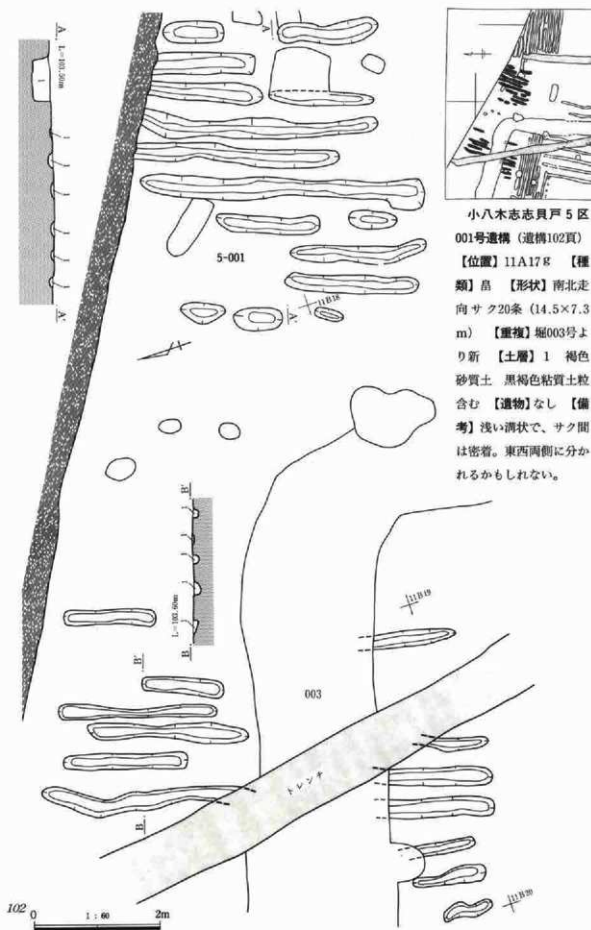 小八木志志貝戸5区
001号遺構（遺構102頁）
【位置】11A17g 【種
類】畠 【形状】南北走
向サク20条（14.5×7.3
m）【重複】堀003号よ
り新 【土層】1 褐色
砂質土 黒褐色粘質土粒
含む 【遺物】なし 【備
考】浅い溝状で、サク間
は密着。東西両側に分か
れるかもしれない。
A
L=103.50m
1
A'
A
5-001
11B18
A'
B'
L=103.60m
B
B'
11B19
003
トレンチ
B
11B20
102
0
1:60
2m